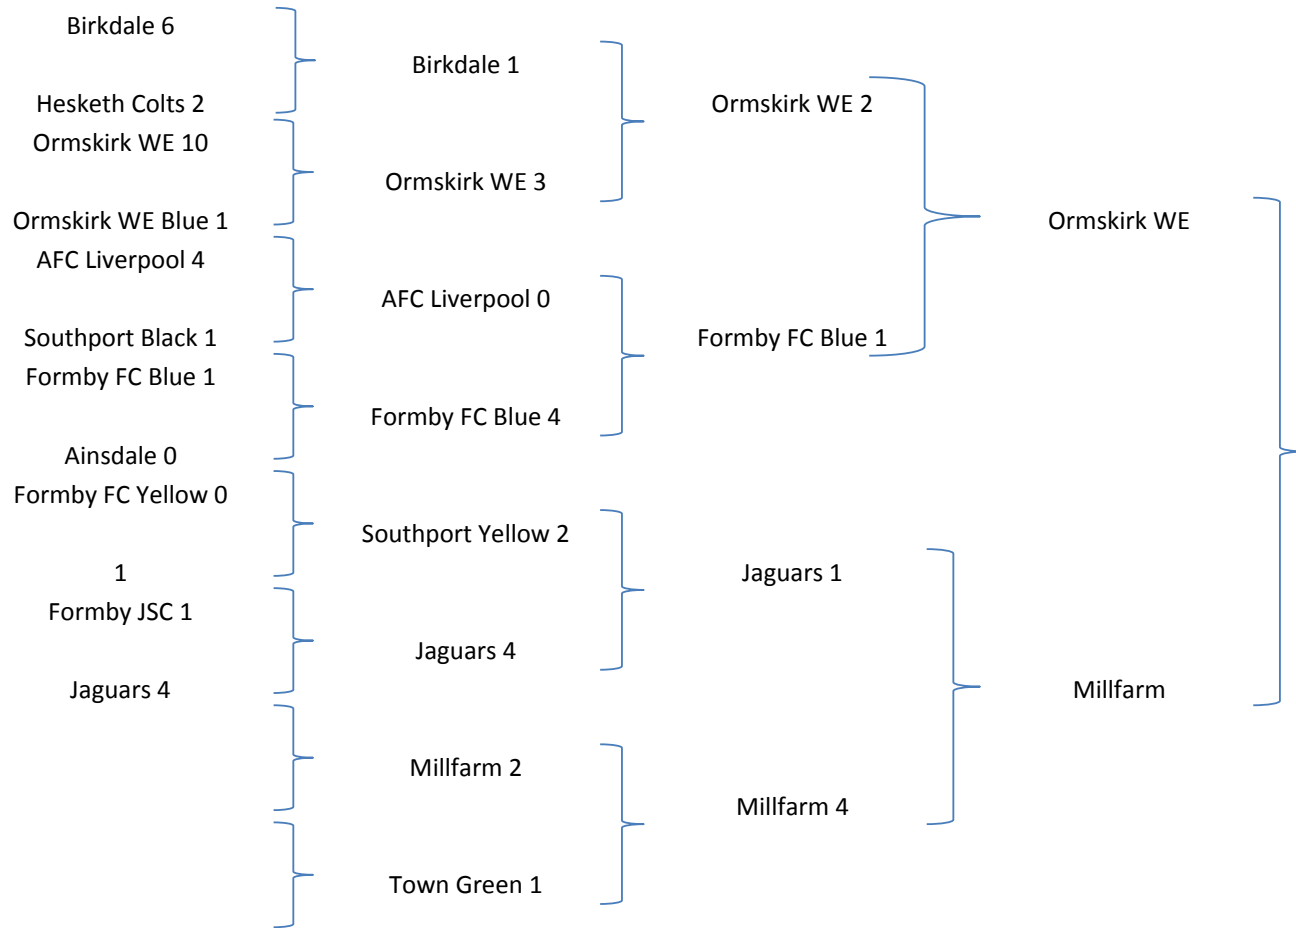 Birkdale 6
Hesketh Colts 2
Ormskirk WE 10
Ormskirk WE Blue 1
AFC Liverpool 4
Southport Black 1
Formby FC Blue 1
Ainsdale 0
Formby FC Yellow 0
1
Formby JSC 1
Jaguars 4
Birkdale 1
Ormskirk WE 3
AFC Liverpool 0
Formby FC Blue 4
Southport Yellow 2
Jaguars 4
Millfarm 2
Town Green 1
Ormskirk WE 2
Formby FC Blue 1
Jaguars 1
Millfarm 4
Ormskirk WE
Millfarm